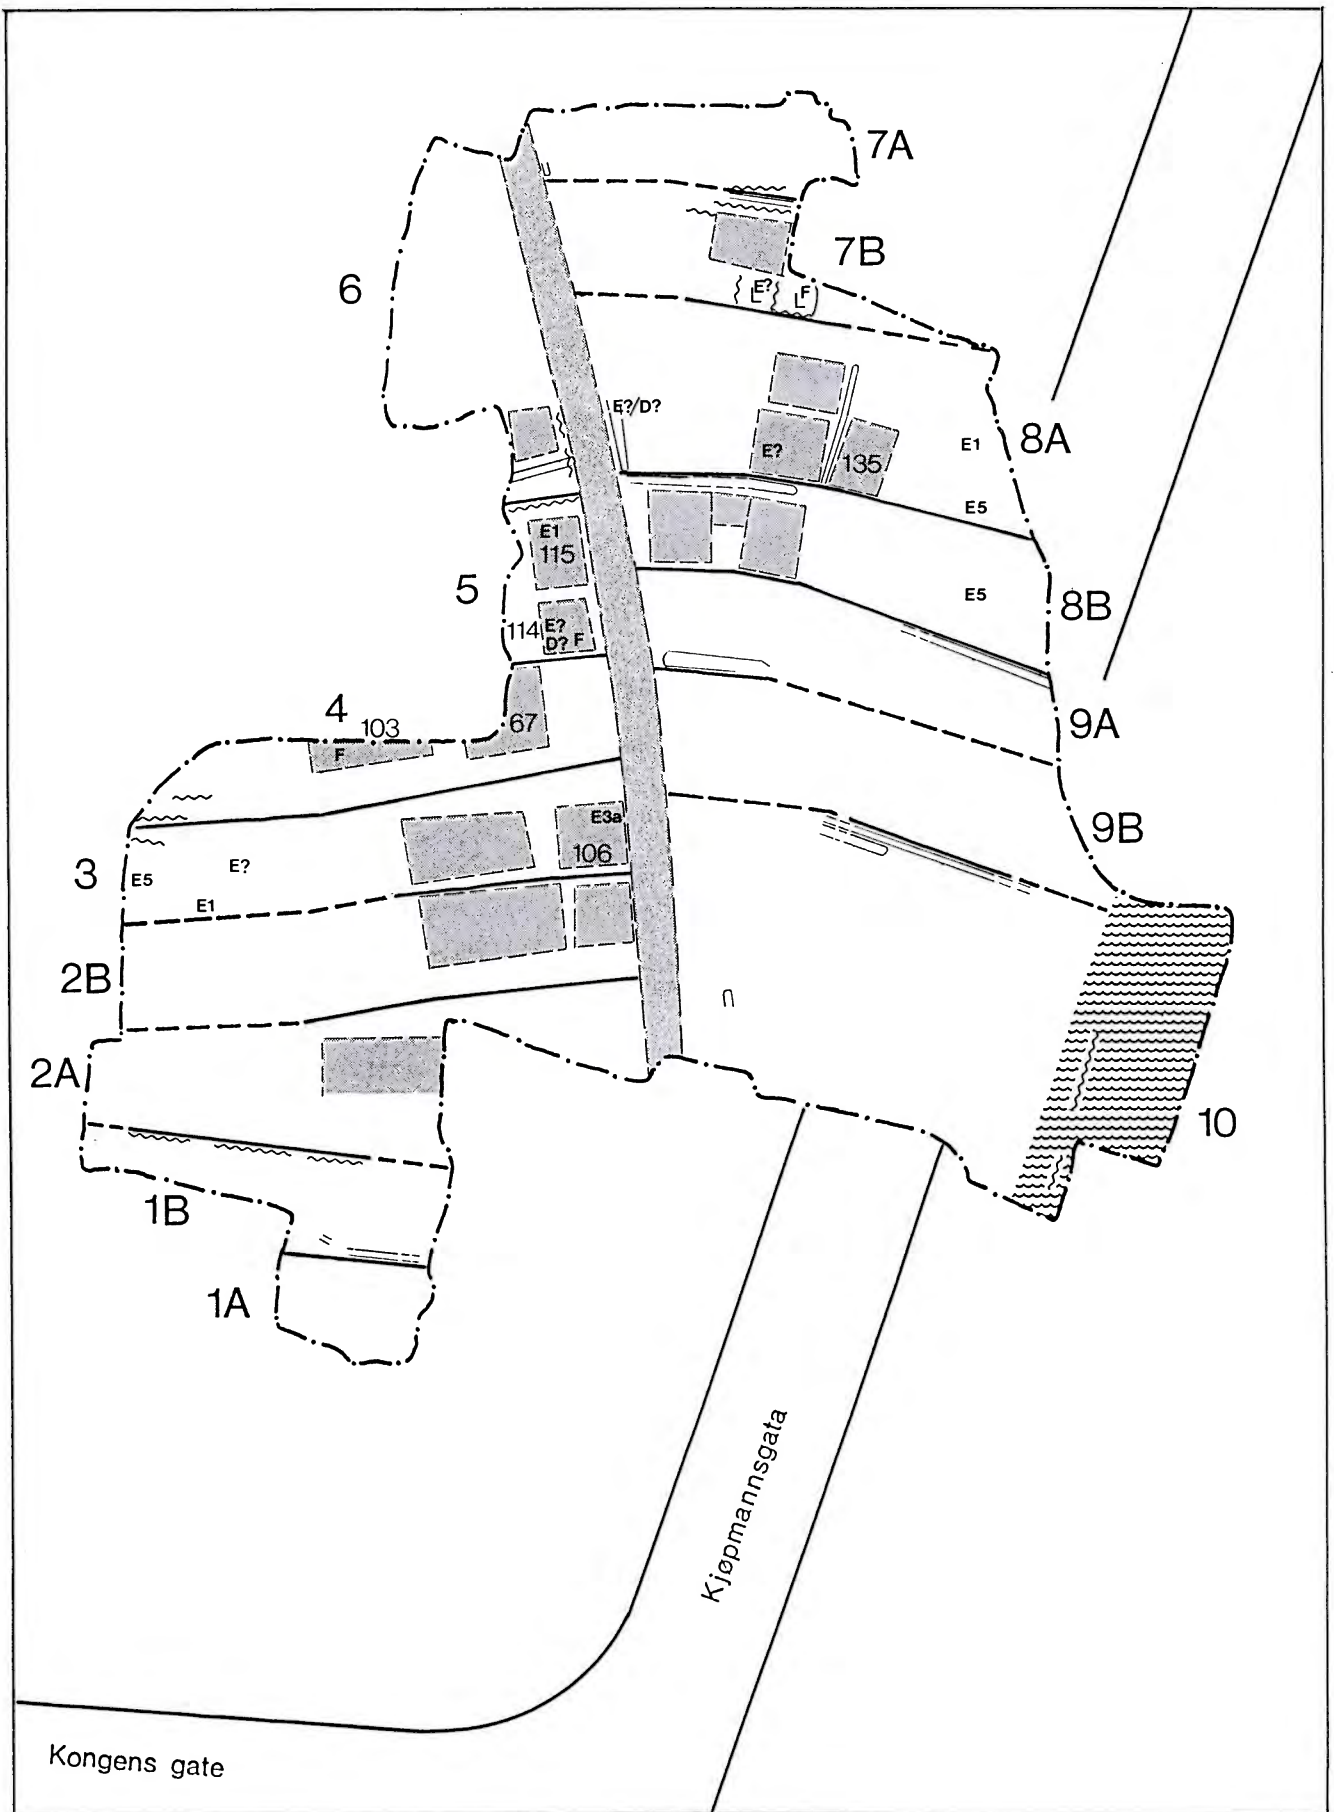 7A
7B
6
E?
F
E?/D?
8A
E1
E?
135
E5
E1
115
5
E5
8B
114
E?
D? F
4
103
67
9A
F
E3a
9B
106
3
E5
E?
E1
2B
2A
10
1B
1A
Kjøpmannsgata
Kongens gate